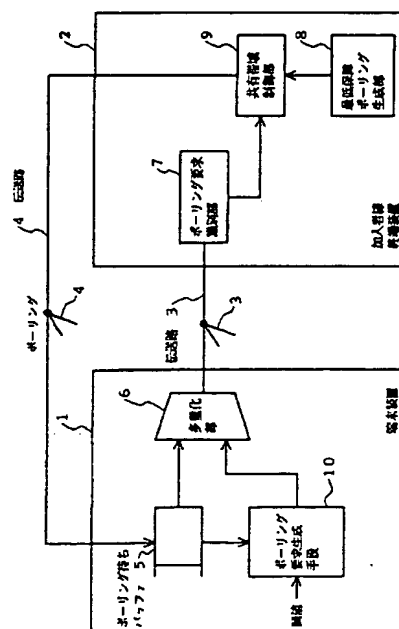 ポーリング
4 伝送路
4
1
2
ポーリング待ち
バッファ 5
6
多重化
部
伝送路
3
3
7
ポーリング要求
識別部
9
共有帯域
制御部
8
最低保障
ポーリング
生成部
10
ポーリング
要求生成
手段
端末装置
加入者線
終端装置